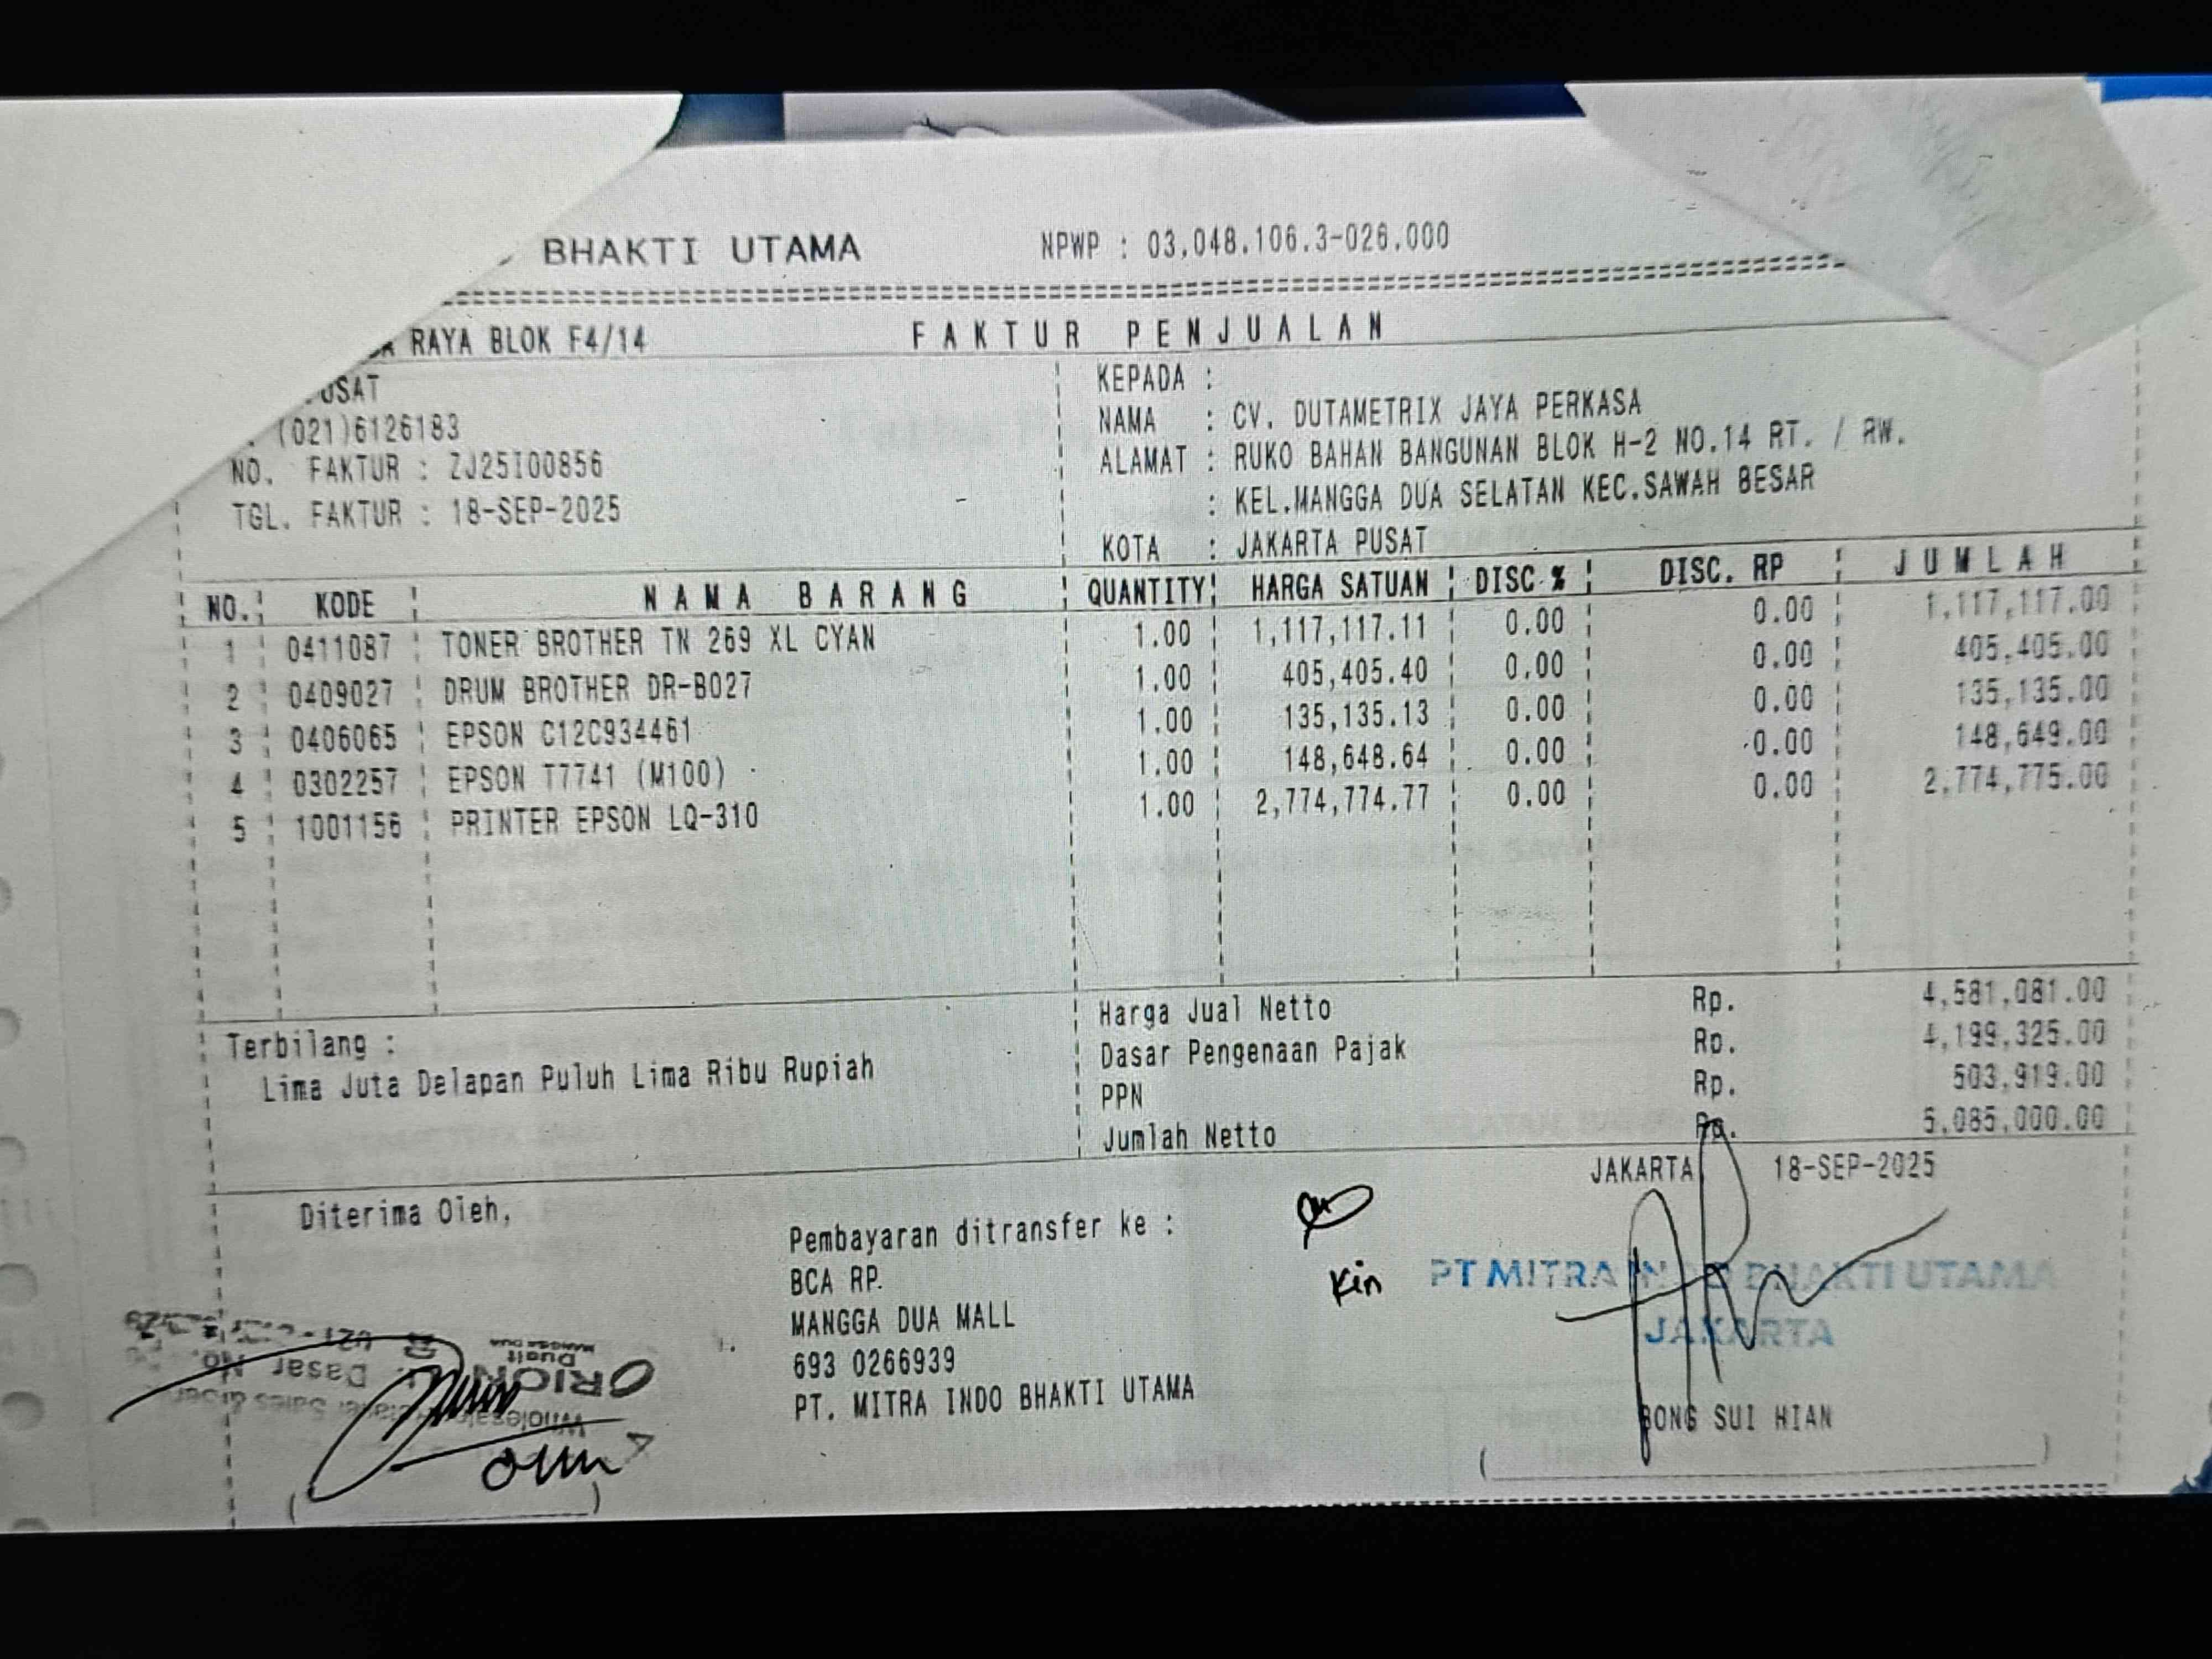 BHAKTI UTAMA NPWP : 03.048.106.3-026.000
RAYA BLOK F4/14 FAKTUR PENJUALAN
KEPADA :
(021)6126183 NAMA : CV. DUTAMETRIX JAYA PERKASA
NO. FAKTUR : ZJ25I00856 ALAMAT : RUKO BAHAN BANGUNAN BLOK H-2 NO.14 RT. / RW.
TGL. FAKTUR : 18-SEP-2025 : KEL.MANGGA DUA SELATAN KEC.SAWAH BESAR
KOTA : JAKARTA PUSAT
NO. KODE NAMA BARANG QUANTITY HARGA SATUAN DISC % DISC. RP JUMLAH
1 0411087 TONER BROTHER TN 269 XL CYAN 1.00 1,117,117.11 0.00 0.00 1,117,117.00
2 0409027 DRUM BROTHER DR-B027 1.00 405,405.40 0.00 0.00 405,405.00
3 0406065 EPSON C12C934461 1.00 135,135.13 0.00 0.00 135,135.00
4 0302257 EPSON T7741 (M100) 1.00 148,648.64 0.00 0.00 148,649.00
5 1001156 PRINTER EPSON LQ-310 1.00 2,774,774.77 0.00 0.00 2,774,775.00
Harga Jual Netto Rp. 4,581,081.00
Terbilang : Dasar Pengenaan Pajak Rp. 4,199,325.00
Lima Juta Delapan Puluh Lima Ribu Rupiah PPN Rp. 503,919.00
Jumlah Netto Rp. 5,085,000.00
JAKARTA 18-SEP-2025
Diterima Oleh,
Pembayaran ditransfer ke :
BCA RP. Kin PT MITRA INDO BHAKTI UTAMA
MANGGA DUA MALL JAKARTA
693 0266939
PT. MITRA INDO BHAKTI UTAMA
BONG SUI HIAN
ORION
Dusit
MANGGA DUA
Dasar No.